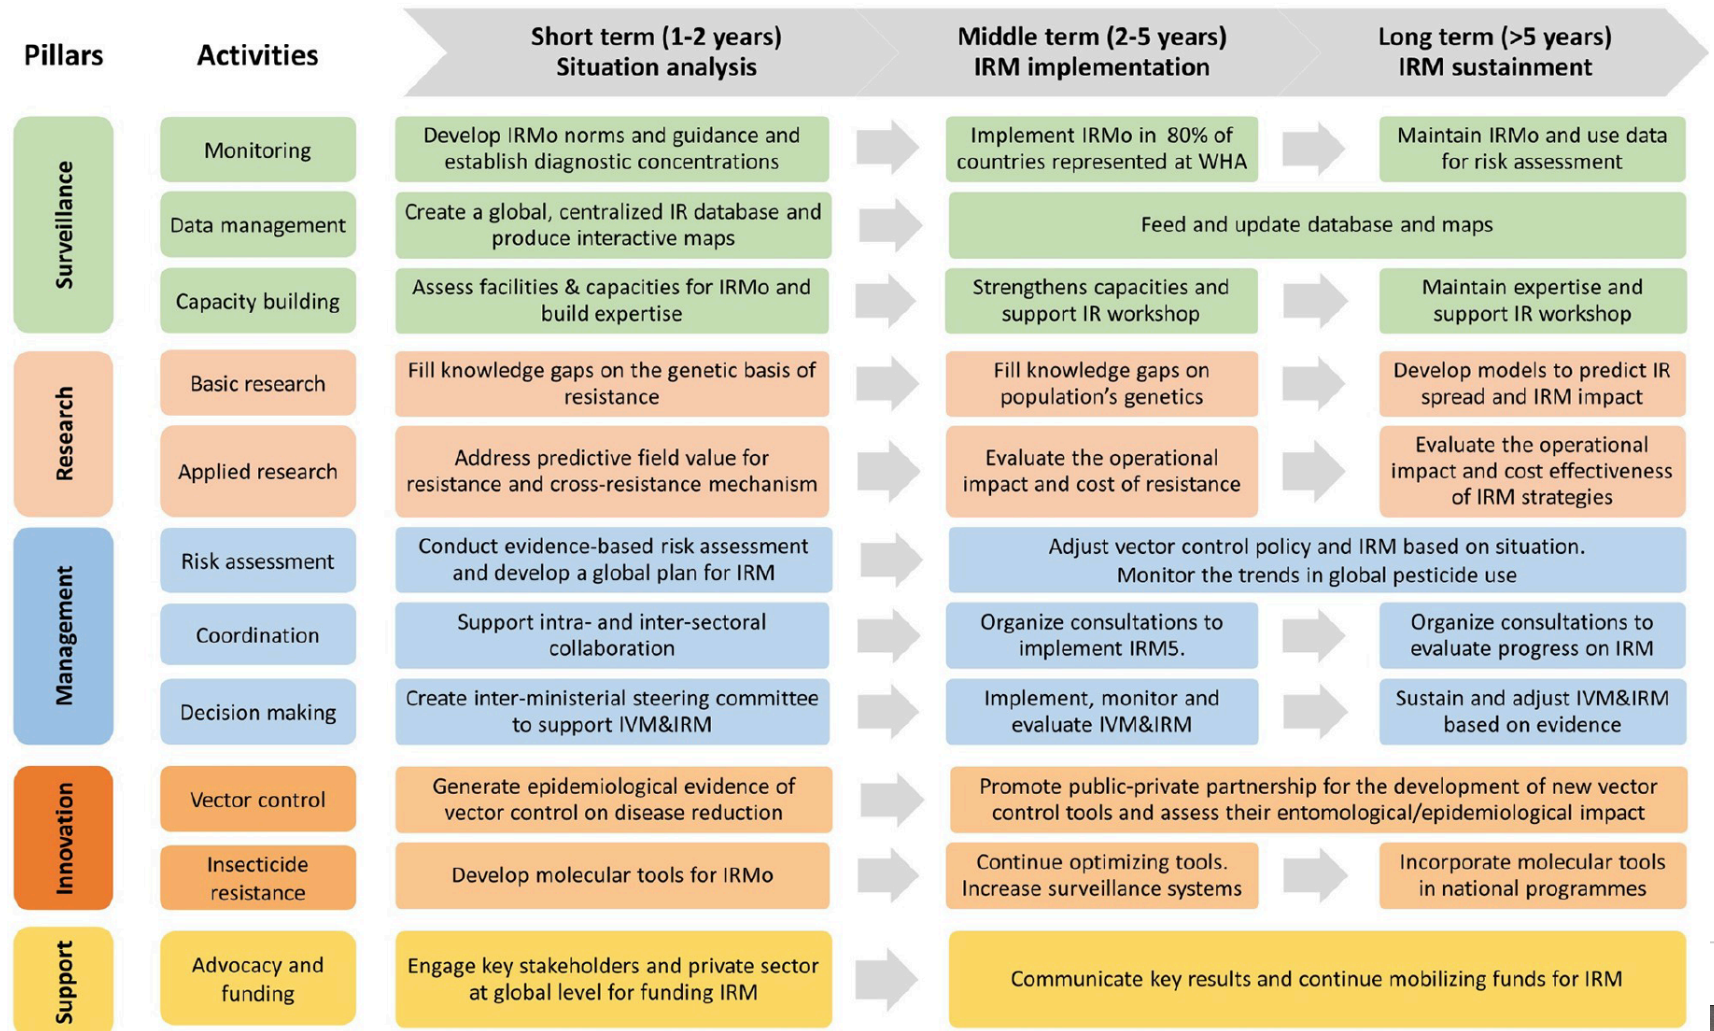 Pillars
Activities
Short term (1-2 years)
Situation analysis
Middle term (2-5 years)
IRM implementation
Long term (>5 years)
IRM sustainment
Surveillance
Monitoring
Develop IRMo norms and guidance and
establish diagnostic concentrations
Implement IRMo in 80% of
countries represented at WHA
Maintain IRMo and use data
for risk assessment
Data management
Create a global, centralized IR database and
produce interactive maps
Feed and update database and maps
Capacity building
Assess facilities & capacities for IRMo and
build expertise
Strengthens capacities and
support IR workshop
Maintain expertise and
support IR workshop
Research
Basic research
Fill knowledge gaps on the genetic basis of
resistance
Fill knowledge gaps on
population's genetics
Develop models to predict IR
spread and IRM impact
Applied research
Address predictive field value for
resistance and cross-resistance mechanism
Evaluate the operational
impact and cost of resistance
Evaluate the operational
impact and cost effectiveness
of IRM strategies
Management
Risk assessment
Conduct evidence-based risk assessment
and develop a global plan for IRM
Adjust vector control policy and IRM based on situation.
Monitor the trends in global pesticide use
Coordination
Support intra- and inter-sectoral
collaboration
Organize consultations to
implement IRM5.
Organize consultations to
evaluate progress on IRM
Decision making
Create inter-ministerial steering committee
to support IVM&IRM
Implement, monitor and
evaluate IVM&IRM
Sustain and adjust IVM&IRM
based on evidence
Innovation
Vector control
Generate epidemiological evidence of
vector control on disease reduction
Promote public-private partnership for the development of new vector
control tools and assess their entomological/epidemiological impact
Insecticide
resistance
Develop molecular tools for IRMo
Continue optimizing tools.
Increase surveillance systems
Incorporate molecular tools
in national programmes
Support
Advocacy and
funding
Engage key stakeholders and private sector
at global level for funding IRM
Communicate key results and continue mobilizing funds for IRM